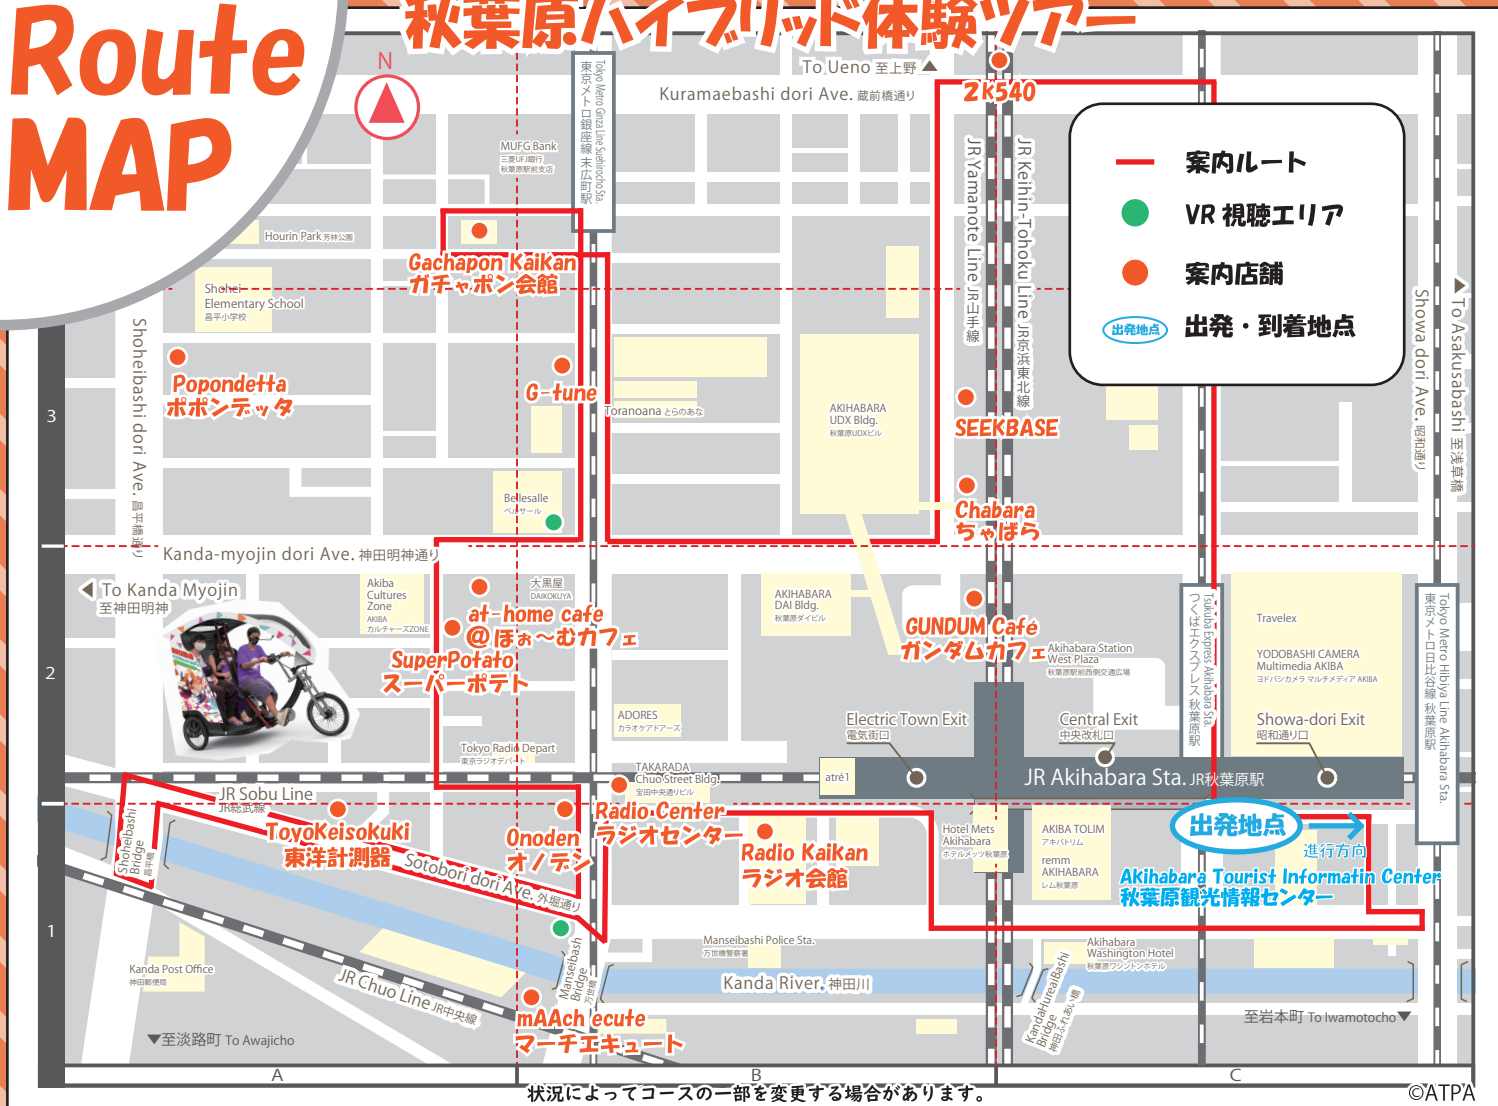 Route
MAP
秋葉原ハイブリッド体験ツアー
N
To Ueno 至上野
Kuramaebashi dori Ave. 蔵前橋通り
2K540
案内ルート
VR 視聴エリア
案内店舗
出発地点
出発・到着地点
MUFG Bank
三菱UFJ銀行
秋葉原駅前支店
Tokyo Metro Ginza Line Suehirocho Sta.
東京メトロ銀座線 末広町駅
JR Yamanote Line JR山手線
JR Keihin-Tohoku Line JR京浜東北線
Hourin Park 芳林公園
Gachapon Kaikan
ガチャポン会館
Shohei
Elementary School
昌平小学校
Shoheibashi dori Ave. 昌平橋通り
Showa dori Ave. 昭和通り
To Asakusabashi 至浅草橋
Popondetta
ポポンデッタ
G-tune
Toranoana とらのあな
AKIHABARA
UDX Bldg.
秋葉原UDXビル
SEEKBASE
3
Bellesalle
ベルサール
Chabara
ちゃばら
Kanda-myojin dori Ave. 神田明神通り
To Kanda Myojin
至神田明神
Akiba
Cultures
Zone
AKIBA
カルチャーズZONE
大黒屋
DAIKOKUYA
at-home cafe
@ほぉ〜むカフェ
SuperPotato
スーパーポテト
AKIHABARA
DAI Bldg.
秋葉原ダイビル
GUNDUM Café
ガンダムカフェ
Akihabara Station
West Plaza
秋葉原駅前西側交通広場
Tsukuba Express Akihabara Sta.
つくばエクスプレス 秋葉原駅
Travelex
YODOBASHI CAMERA
Multimedia AKIBA
ヨドバシカメラ マルチメディア AKIBA
Tokyo Metro Hibiya Line Akihabara Sta.
東京メトロ日比谷線 秋葉原駅
2
ADORES
カラオケアドアーズ
Electric Town Exit
電気街口
Central Exit
中央改札口
Showa-dori Exit
昭和通り口
Tokyo Radio Depart
東京ラジオデパート
TAKARADA
Chuo Street Bldg.
宝田中央通りビル
atré1
JR Akihabara Sta. JR秋葉原駅
JR Sobu Line
JR総武線
Shoheibashi
Bridge
昌平橋
ToyoKeisokuki
東洋計測器
Onoden
オノデン
Radio Center
ラジオセンター
Radio Kaikan
ラジオ会館
Hotel Mets
Akihabara
ホテルメッツ秋葉原
AKIBA TOLIM
アキバトリム
remm
AKIHABARA
レム秋葉原
出発地点
進行方向
Akihabara Tourist Informatin Center
秋葉原観光情報センター
Sotobori dori Ave. 外堀通り
1
Manseibashi Police Sta.
万世橋警察署
Akihabara
Washington Hotel
秋葉原ワシントンホテル
Kanda Post Office
神田郵便局
JR Chuo Line JR中央線
Manseibashi
Bridge
万世橋
Kanda River 神田川
KandaHureaiBashi
Bridge
神田ふれあい橋
mAAch ecute
マーチエキュート
至岩本町 To Iwamotocho
至淡路町 To Awajicho
A
B
C
状況によってコースの一部を変更する場合があります。
©ATPA